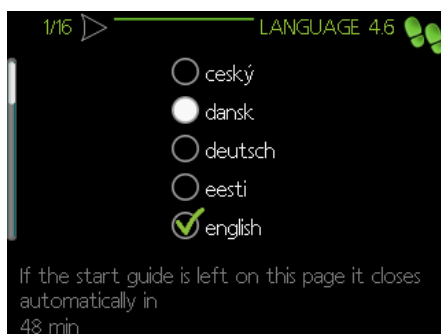 1/16 LANGUAGE 4.6
ceský
dansk
deutsch
eesti
english
If the start guide is left on this page it closes
automatically in
48 min